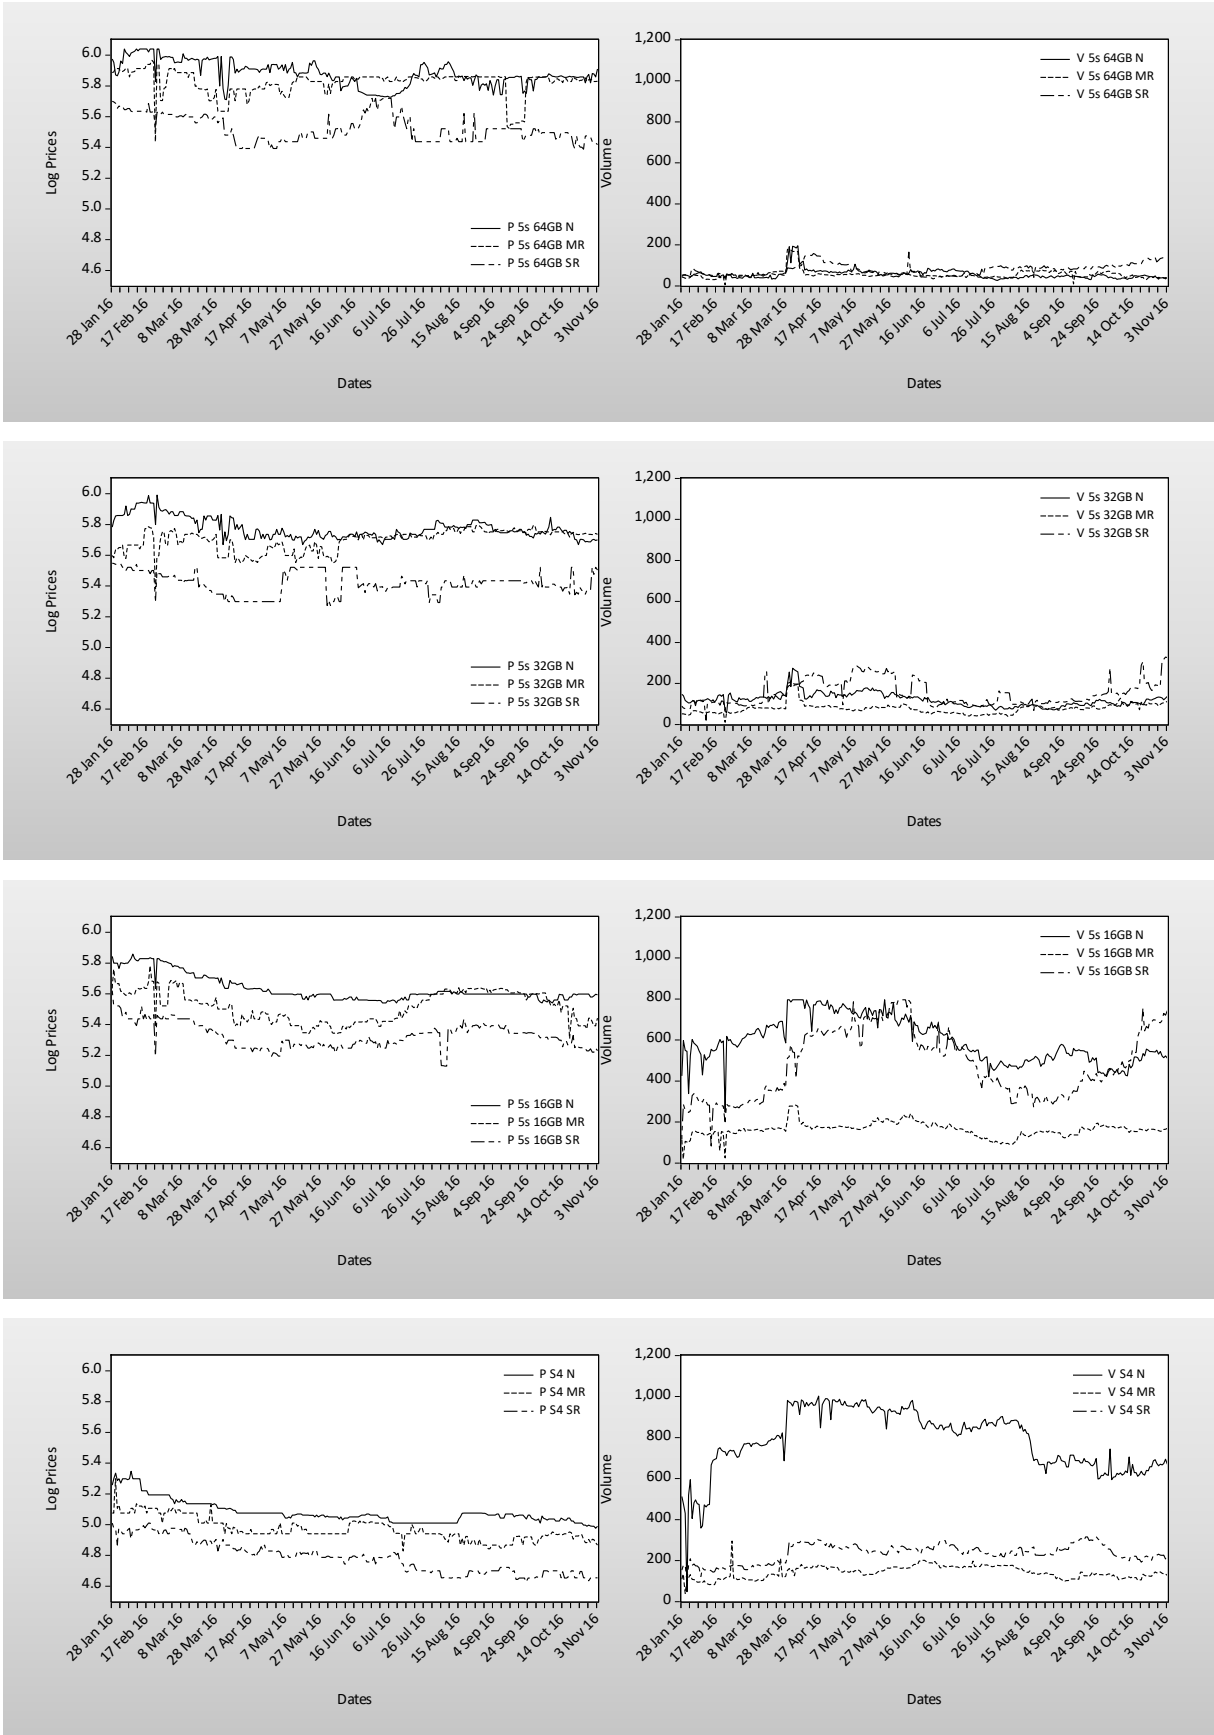 6.0
5.8
5.6
5.4
5.2
5.0
4.8
4.6
Log Prices
P 5s 64GB N
P 5s 64GB MR
P 5s 64GB SR
28 Jan 16
17 Feb 16
8 Mar 16
28 Mar 16
17 Apr 16
7 May 16
27 May 16
16 Jun 16
6 Jul 16
26 Jul 16
15 Aug 16
4 Sep 16
24 Sep 16
14 Oct 16
3 Nov 16
Dates
1,200
1,000
800
600
400
200
0
Volume
V 5s 64GB N
V 5s 64GB MR
V 5s 64GB SR
28 Jan 16
17 Feb 16
8 Mar 16
28 Mar 16
17 Apr 16
7 May 16
27 May 16
16 Jun 16
6 Jul 16
26 Jul 16
15 Aug 16
4 Sep 16
24 Sep 16
14 Oct 16
3 Nov 16
Dates
6.0
5.8
5.6
5.4
5.2
5.0
4.8
4.6
Log Prices
P 5s 32GB N
P 5s 32GB MR
P 5s 32GB SR
28 Jan 16
17 Feb 16
8 Mar 16
28 Mar 16
17 Apr 16
7 May 16
27 May 16
16 Jun 16
6 Jul 16
26 Jul 16
15 Aug 16
4 Sep 16
24 Sep 16
14 Oct 16
3 Nov 16
Dates
1,200
1,000
800
600
400
200
0
Volume
V 5s 32GB N
V 5s 32GB MR
V 5s 32GB SR
28 Jan 16
17 Feb 16
8 Mar 16
28 Mar 16
17 Apr 16
7 May 16
27 May 16
16 Jun 16
6 Jul 16
26 Jul 16
15 Aug 16
4 Sep 16
24 Sep 16
14 Oct 16
3 Nov 16
Dates
6.0
5.8
5.6
5.4
5.2
5.0
4.8
4.6
Log Prices
P 5s 16GB N
P 5s 16GB MR
P 5s 16GB SR
28 Jan 16
17 Feb 16
8 Mar 16
28 Mar 16
17 Apr 16
7 May 16
27 May 16
16 Jun 16
6 Jul 16
26 Jul 16
15 Aug 16
4 Sep 16
24 Sep 16
14 Oct 16
3 Nov 16
Dates
1,200
1,000
800
600
400
200
0
Volume
V 5s 16GB N
V 5s 16GB MR
V 5s 16GB SR
28 Jan 16
17 Feb 16
8 Mar 16
28 Mar 16
17 Apr 16
7 May 16
27 May 16
16 Jun 16
6 Jul 16
26 Jul 16
15 Aug 16
4 Sep 16
24 Sep 16
14 Oct 16
3 Nov 16
Dates
6.0
5.8
5.6
5.4
5.2
5.0
4.8
4.6
Log Prices
P S4 N
P S4 MR
P S4 SR
28 Jan 16
17 Feb 16
8 Mar 16
28 Mar 16
17 Apr 16
7 May 16
27 May 16
16 Jun 16
6 Jul 16
26 Jul 16
15 Aug 16
4 Sep 16
24 Sep 16
14 Oct 16
3 Nov 16
Dates
1,200
1,000
800
600
400
200
0
Volume
V S4 N
V S4 MR
V S4 SR
28 Jan 16
17 Feb 16
8 Mar 16
28 Mar 16
17 Apr 16
7 May 16
27 May 16
16 Jun 16
6 Jul 16
26 Jul 16
15 Aug 16
4 Sep 16
24 Sep 16
14 Oct 16
3 Nov 16
Dates